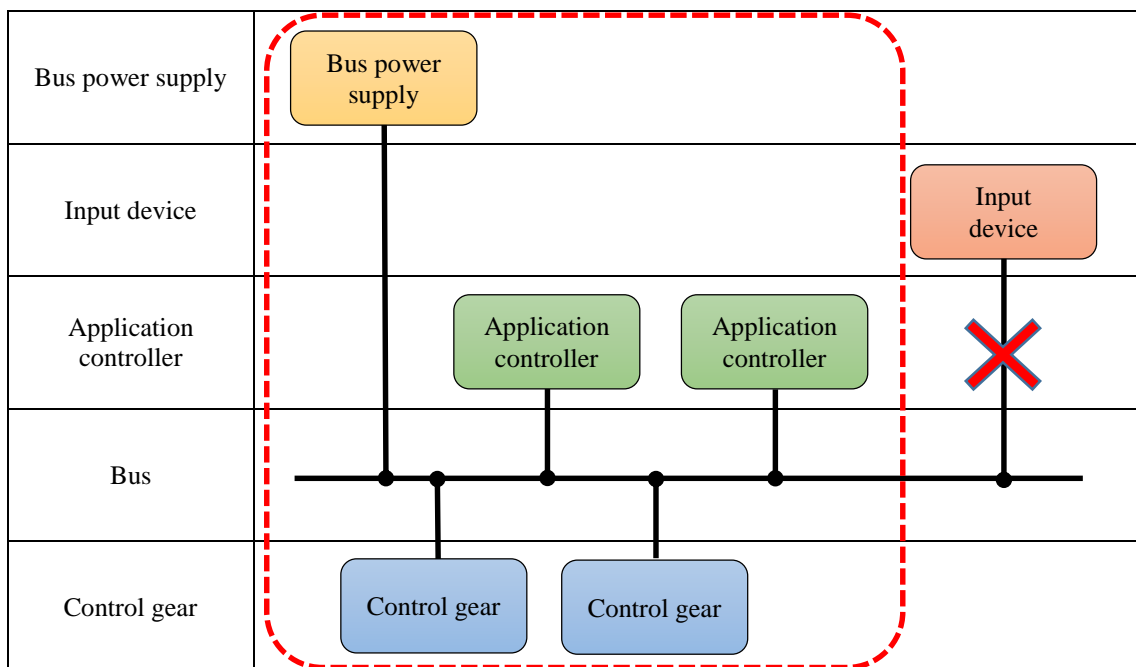 Bus power supply
Bus power
supply
Input device
Input
device
Application
controller
Application
controller
Application
controller
Bus
Control gear
Control gear
Control gear